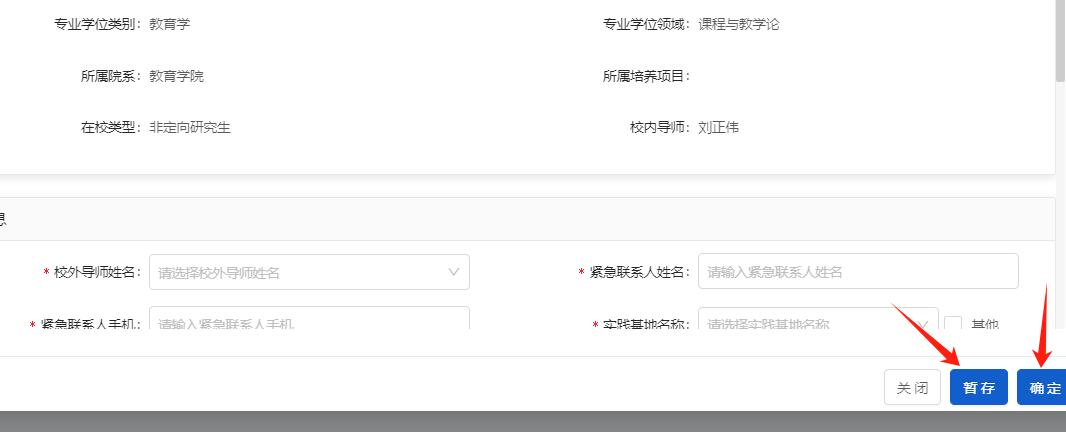 专业学位类别: 教育学 专业学位领域: 课程与教学论
所属院系: 教育学院 所属培养项目:
在校类型: 非定向研究生 校内导师: 刘正伟
息
* 校外导师姓名: 请选择校外导师姓名 * 紧急联系人姓名: 请输入紧急联系人姓名
* 紧急联系人手机: 请输入紧急联系人手机 * 实践基地名称: 请选择实践基地名称 其他
关闭 暂存 确定